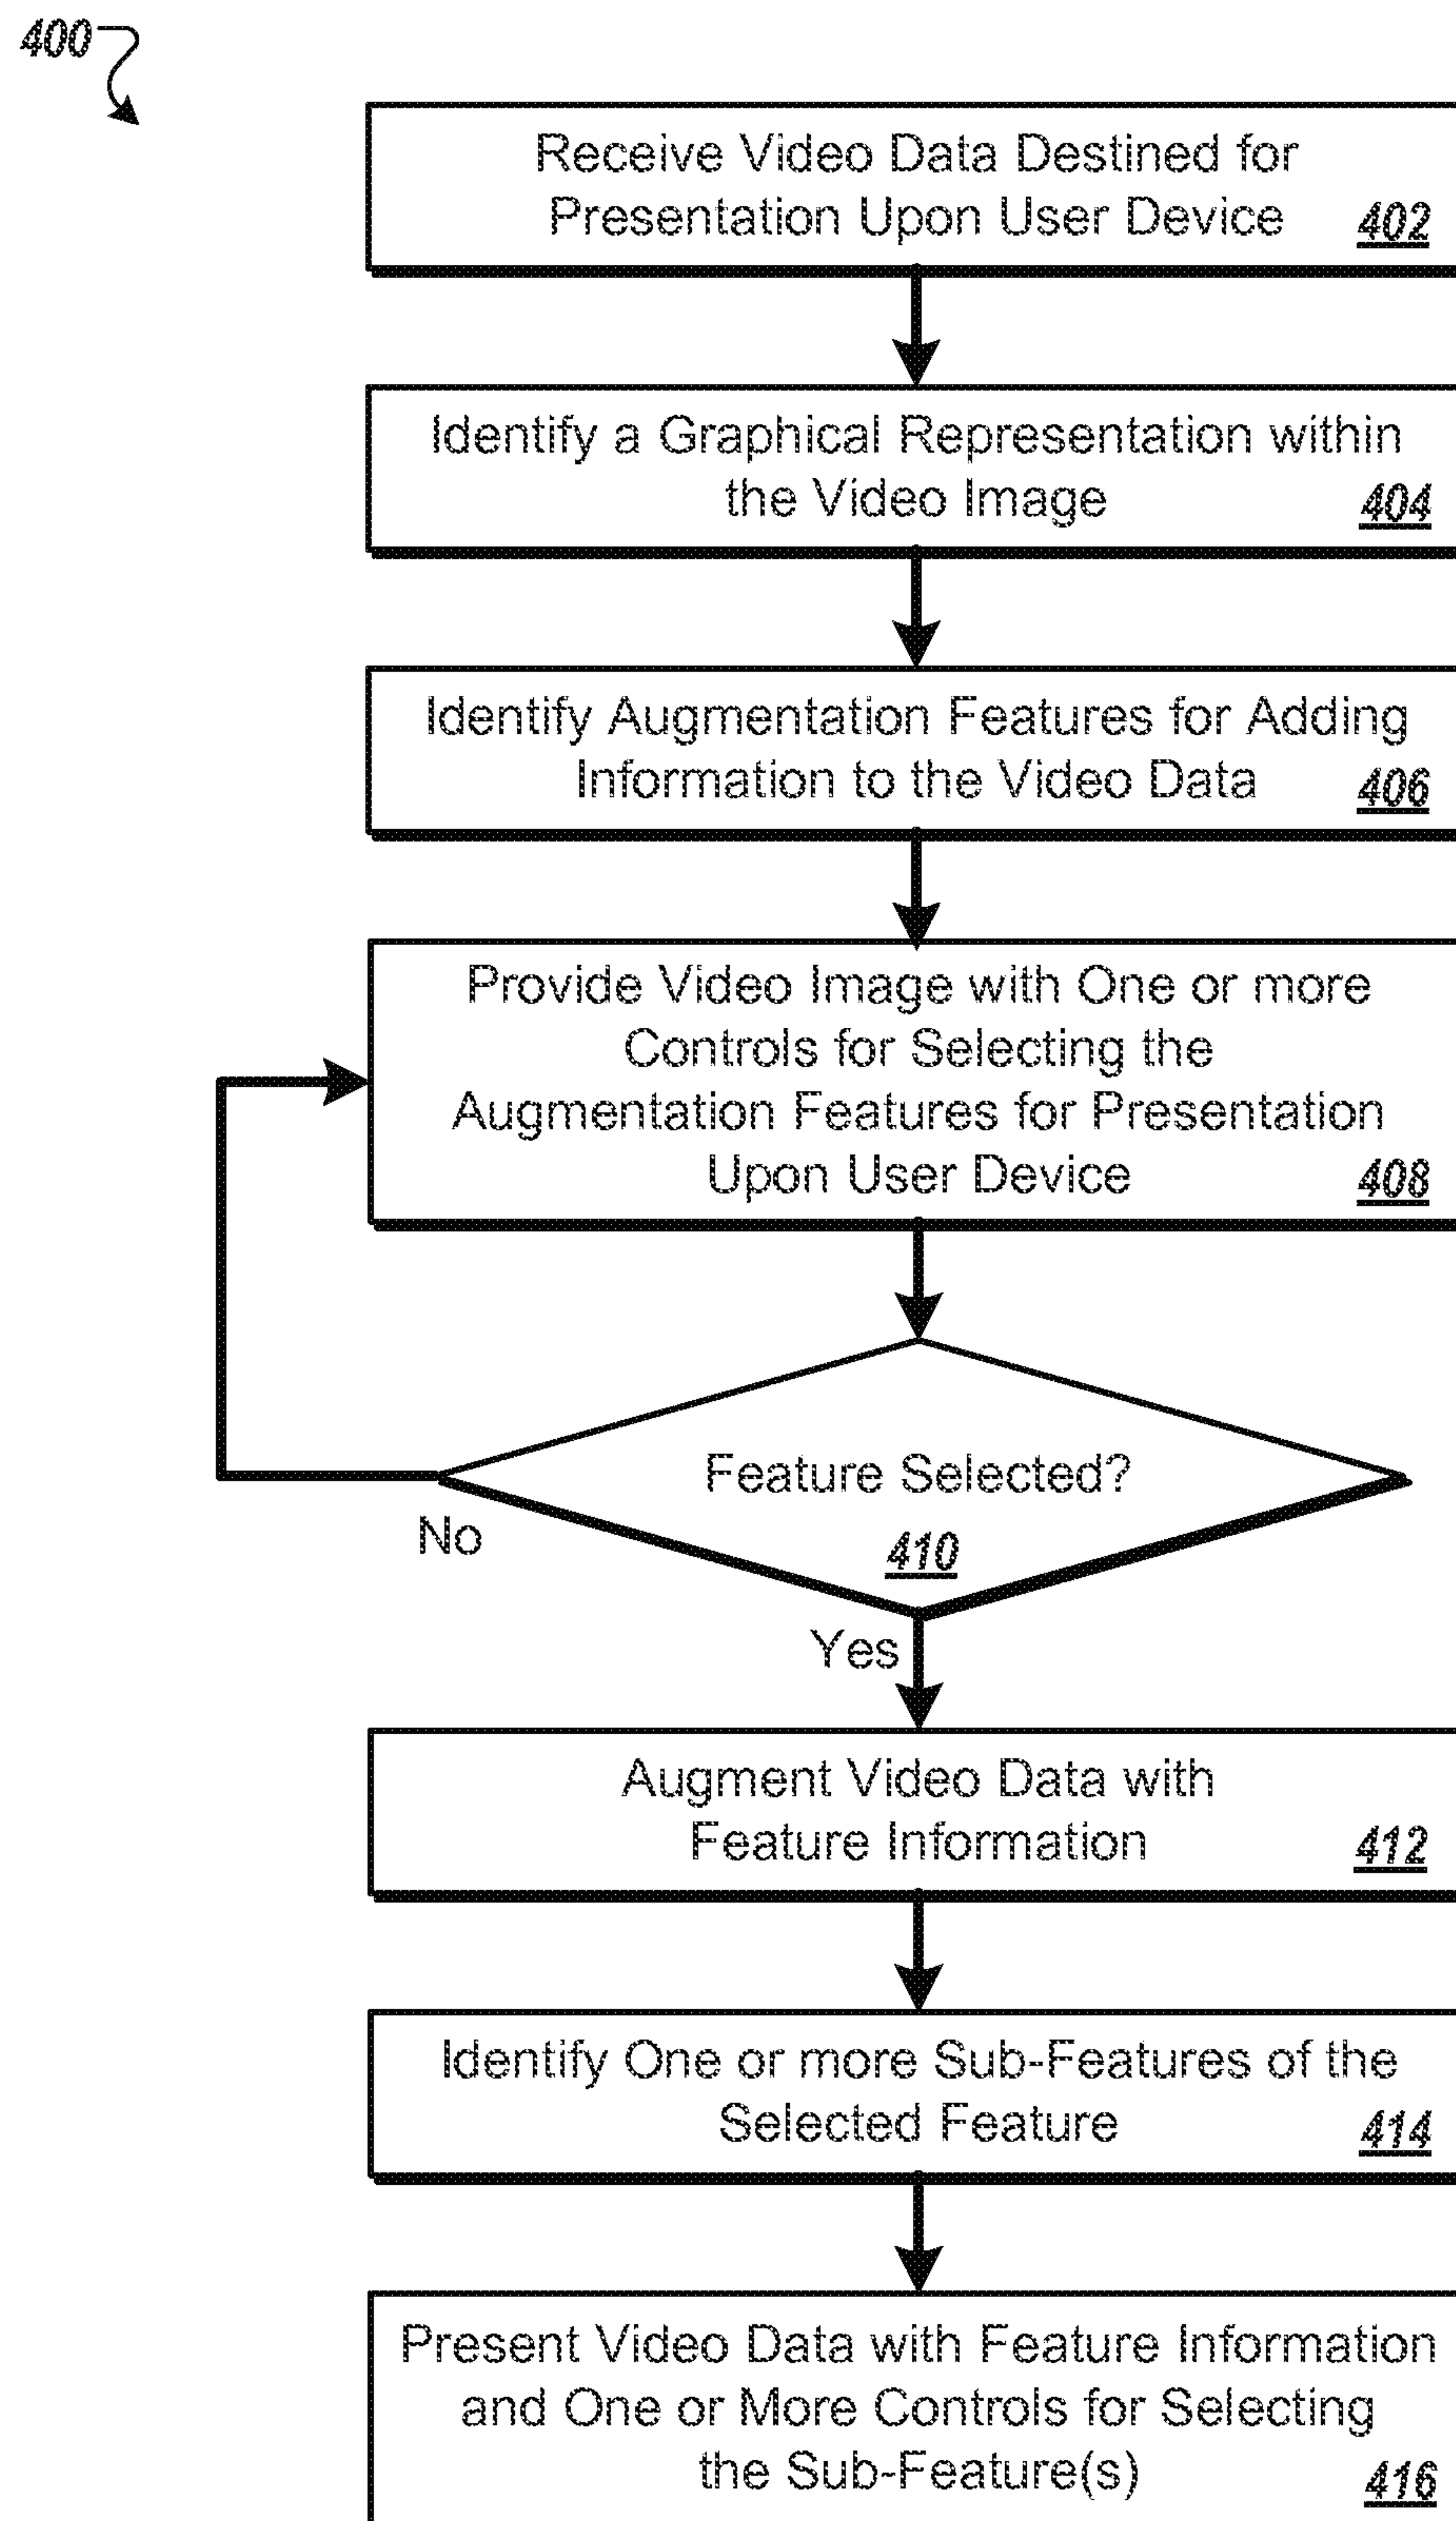 400
Receive Video Data Destined for
Presentation Upon User Device 402
Identify a Graphical Representation within
the Video Image 404
Identify Augmentation Features for Adding
Information to the Video Data 406
Provide Video Image with One or more
Controls for Selecting the
Augmentation Features for Presentation
Upon User Device 408
Feature Selected?
No 410
Yes
Augment Video Data with
Feature Information 412
Identify One or more Sub-Features of the
Selected Feature 414
Present Video Data with Feature Information
and One or More Controls for Selecting
the Sub-Feature(s) 416